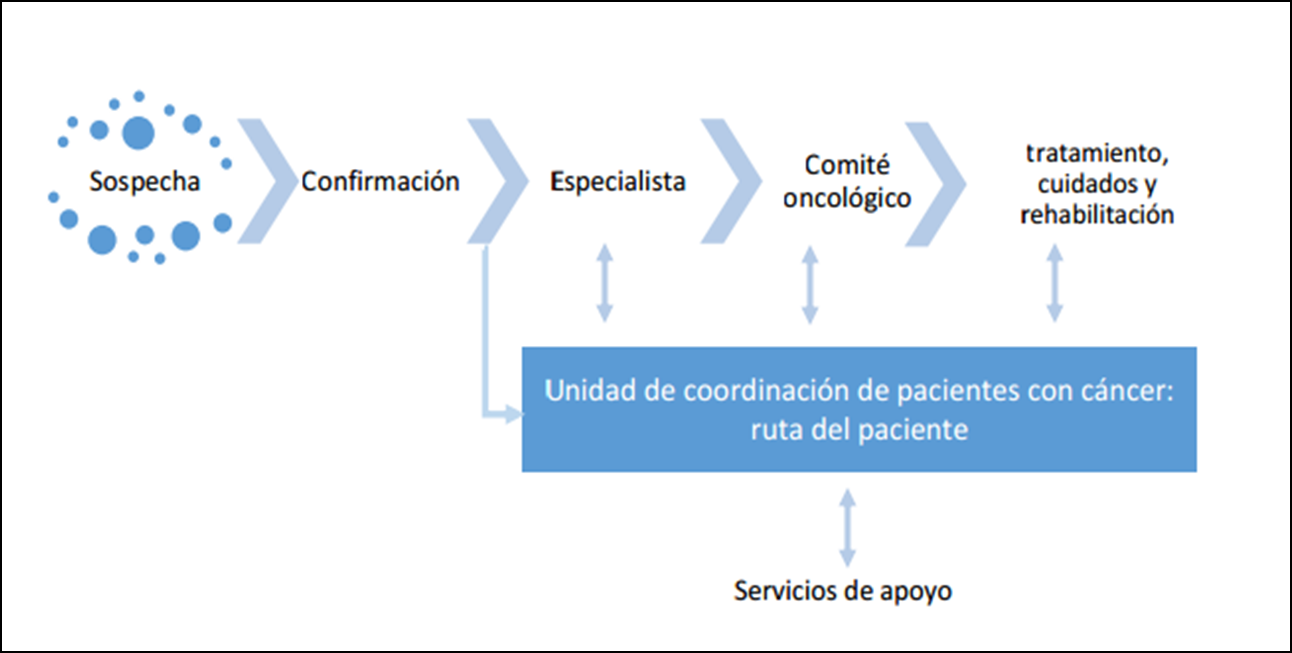 Sospecha
Confirmación
Especialista
Comité
oncológico
tratamiento,
cuidados y
rehabilitación
Unidad de coordinación de pacientes con cáncer:
ruta del paciente
Servicios de apoyo